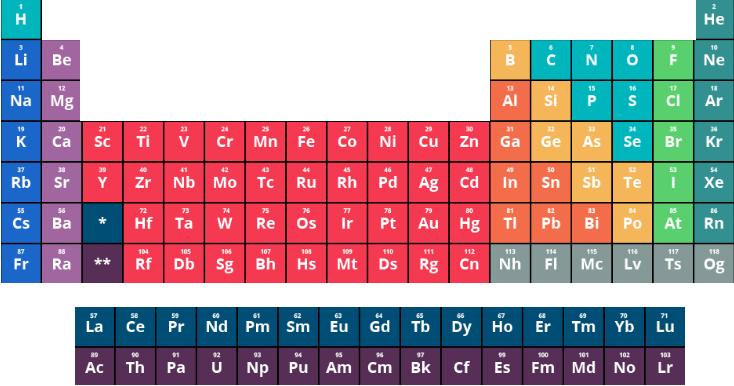 1 2
H He
3 4 5 6 7 8 9 10
Li Be B C N O F Ne
11 12 13 14 15 16 17 18
Na Mg Al Si P S Cl Ar
19 20 21 22 23 24 25 26 27 28 29 30 31 32 33 34 35 36
K Ca Sc Ti V Cr Mn Fe Co Ni Cu Zn Ga Ge As Se Br Kr
37 38 39 40 41 42 43 44 45 46 47 48 49 50 51 52 53 54
Rb Sr Y Zr Nb Mo Tc Ru Rh Pd Ag Cd In Sn Sb Te I Xe
55 56 72 73 74 75 76 77 78 79 80 81 82 83 84 85 86
Cs Ba * Hf Ta W Re Os Ir Pt Au Hg Tl Pb Bi Po At Rn
87 88 104 105 106 107 108 109 110 111 112 113 114 115 116 117 118
Fr Ra ** Rf Db Sg Bh Hs Mt Ds Rg Cn Nh Fl Mc Lv Ts Og
57 58 59 60 61 62 63 64 65 66 67 68 69 70 71
La Ce Pr Nd Pm Sm Eu Gd Tb Dy Ho Er Tm Yb Lu
89 90 91 92 93 94 95 96 97 99 100 101 102 103
Ac Th Pa U Np Pu Am Cm Bk Cf Es Fm Md No Lr